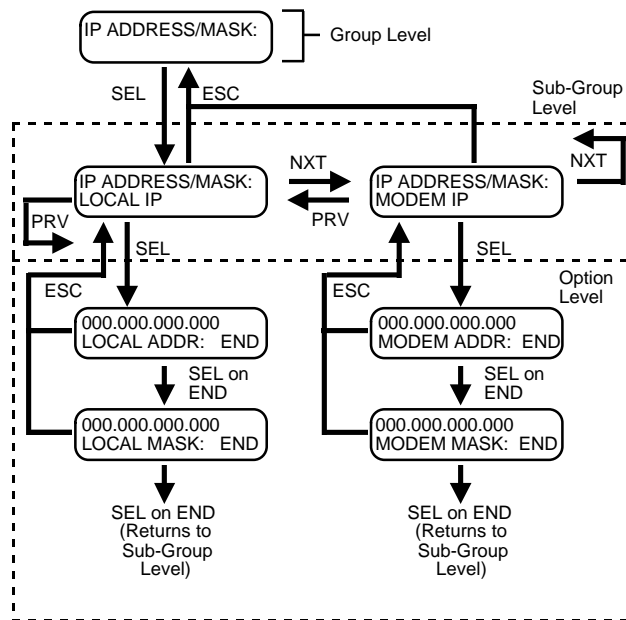 IP ADDRESS/MASK:
Group Level
SEL
ESC
Sub-Group
Level
IP ADDRESS/MASK:
LOCAL IP
NXT
PRV
IP ADDRESS/MASK:
MODEM IP
NXT
PRV
SEL
SEL
Option
Level
ESC
ESC
000.000.000.000
LOCAL ADDR: END
000.000.000.000
MODEM ADDR: END
SEL on
END
SEL on
END
000.000.000.000
LOCAL MASK: END
000.000.000.000
MODEM MASK: END
SEL on END
(Returns to
Sub-Group
Level)
SEL on END
(Returns to
Sub-Group
Level)